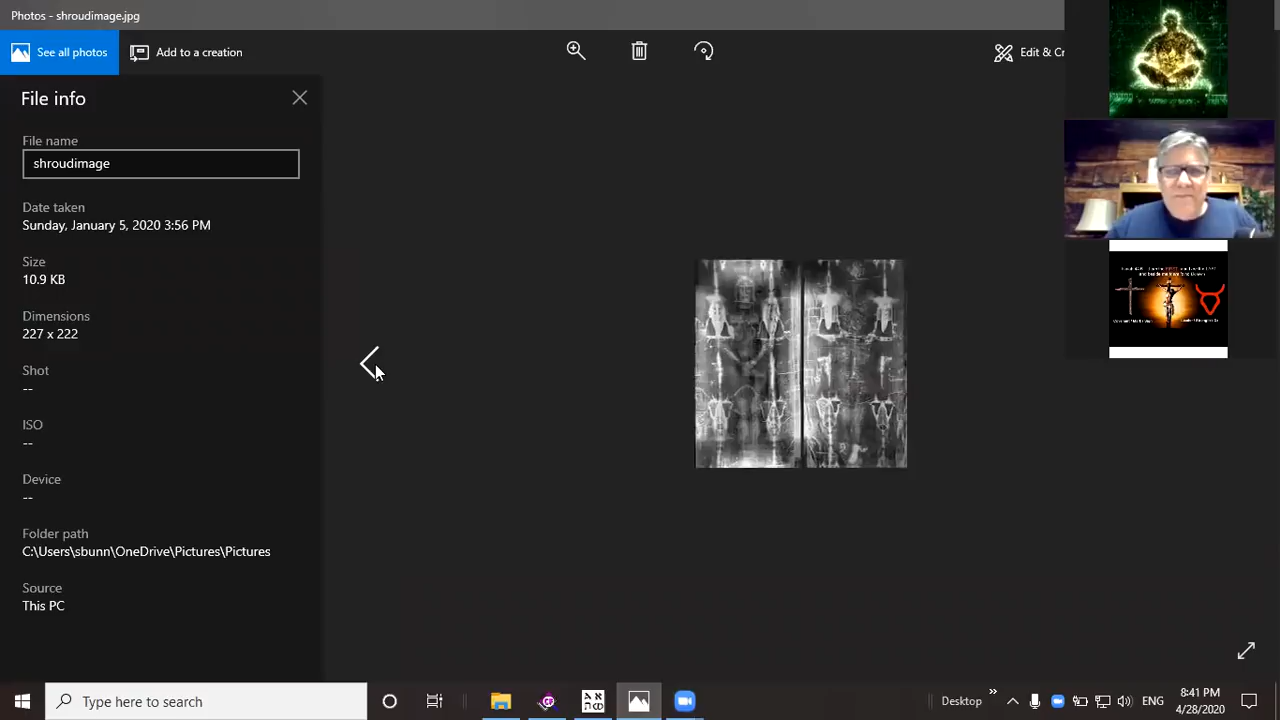 Photos - shroudimage.jpg
See all photos
Add to a creation
Edit & Cr
File info
File name
shroudimage
Date taken
Sunday, January 5, 2020 3:56 PM
Size
10.9 KB
Dimensions
227 x 222
Shot
--
ISO
--
Device
--
Folder path
C:\Users\sbunn\OneDrive\Pictures\Pictures
Source
This PC
Type here to search
Desktop
ENG
8:41 PM
4/28/2020